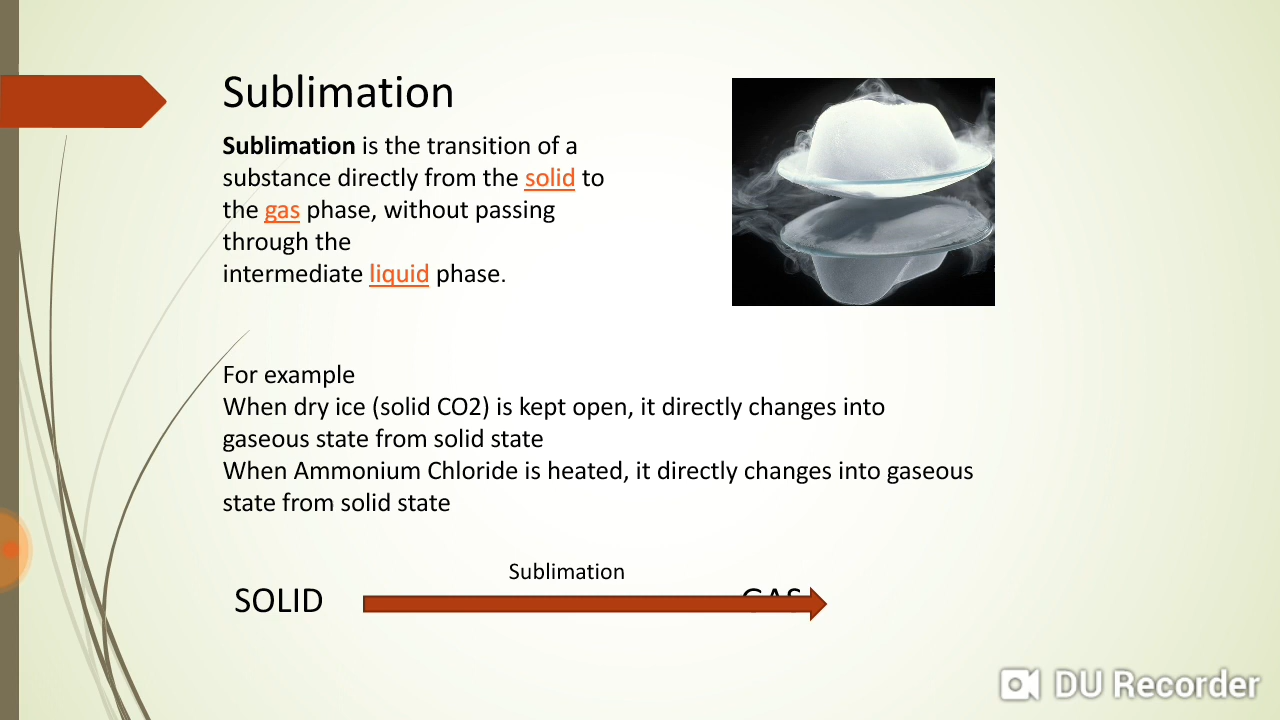 Sublimation
Sublimation is the transition of a
substance directly from the solid to
the gas phase, without passing
through the
intermediate liquid phase.
For example
When dry ice (solid CO2) is kept open, it directly changes into
gaseous state from solid state
When Ammonium Chloride is heated, it directly changes into gaseous
state from solid state
Sublimation
SOLID GAS
DU Recorder